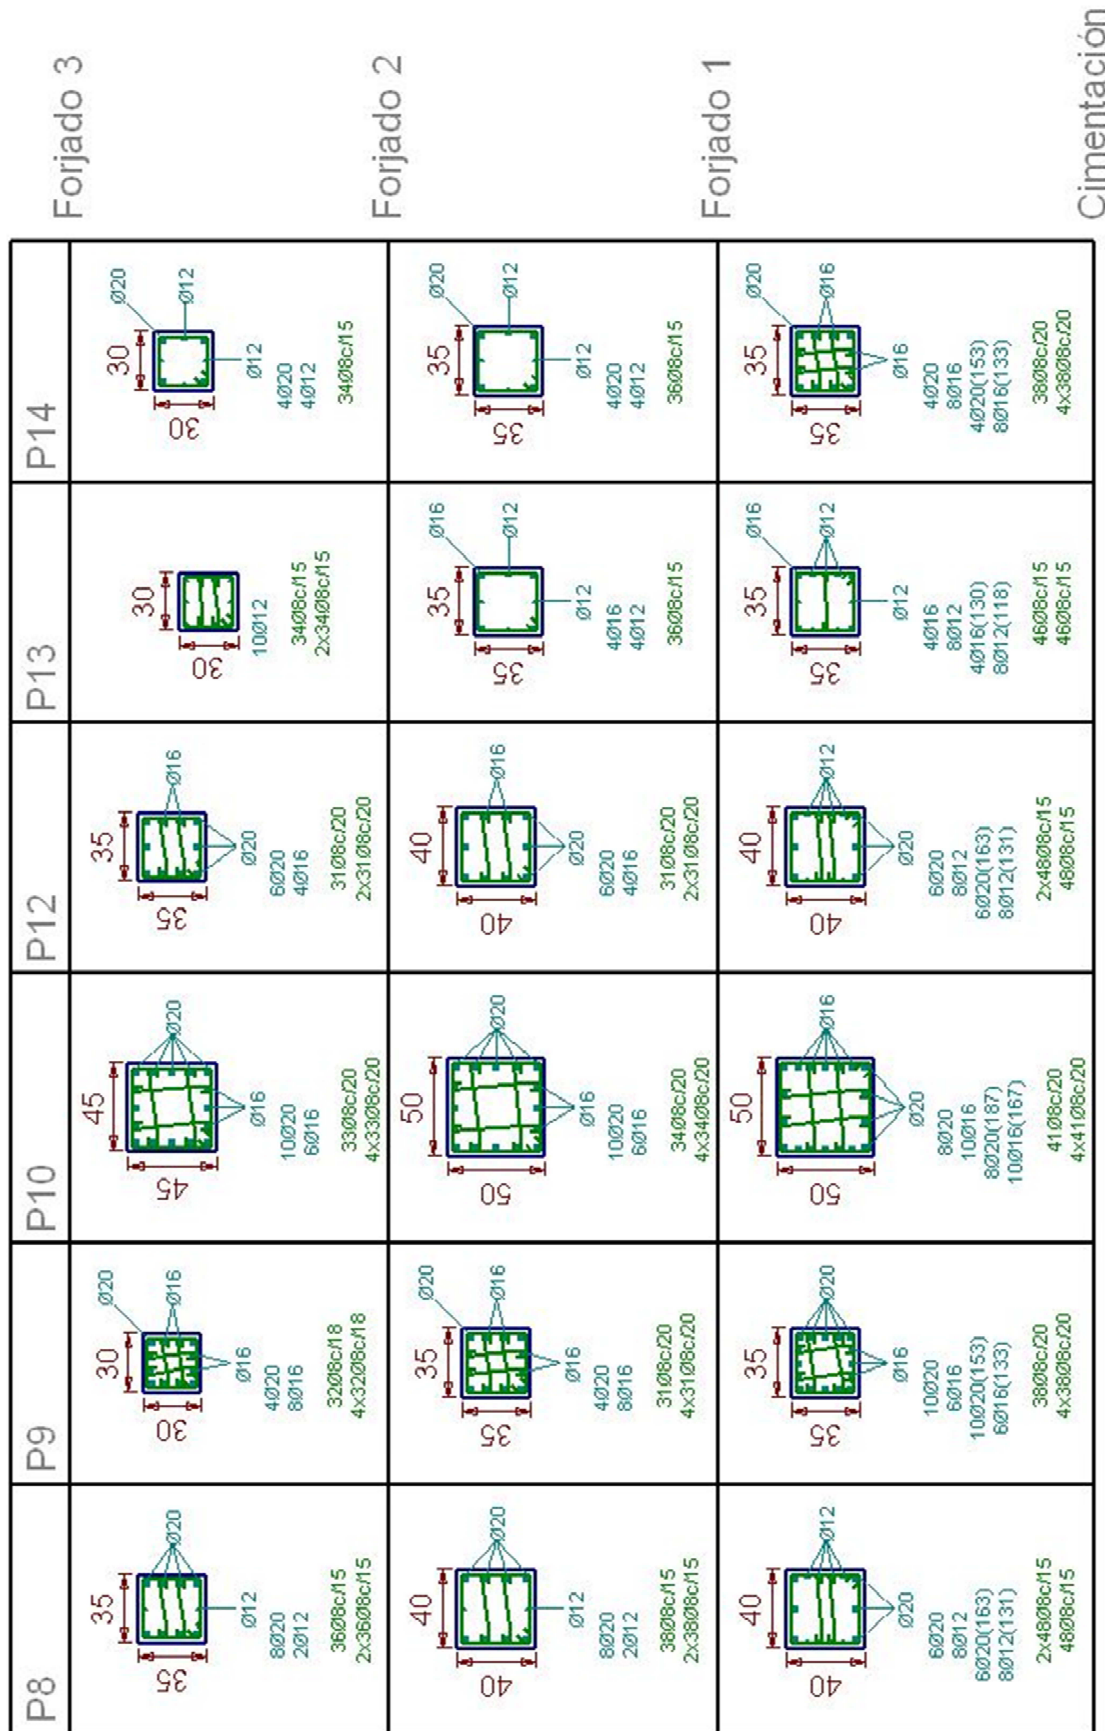 P8
P9
P10
P12
P13
P14
Forjado 3
35
35
Ø20
Ø12
8Ø20
2Ø12
36Ø8c/15
2x36Ø8c/15
30
30
Ø20
Ø16
Ø16
4Ø20
8Ø16
32Ø8c/18
4x32Ø8c/18
45
45
Ø20
Ø16
10Ø20
6Ø16
33Ø8c/20
4x33Ø8c/20
35
35
Ø16
Ø20
6Ø20
4Ø16
31Ø8c/20
2x31Ø8c/20
30
30
10Ø12
34Ø8c/15
2x34Ø8c/15
30
30
Ø20
Ø12
Ø12
4Ø20
4Ø12
34Ø8c/15
Forjado 2
40
40
Ø20
Ø12
8Ø20
2Ø12
38Ø8c/15
2x38Ø8c/15
35
35
Ø20
Ø16
Ø16
4Ø20
8Ø16
31Ø8c/20
4x31Ø8c/20
50
50
Ø20
Ø16
10Ø20
6Ø16
34Ø8c/20
4x34Ø8c/20
40
40
Ø16
Ø20
6Ø20
4Ø16
31Ø8c/20
2x31Ø8c/20
35
35
Ø16
Ø12
Ø12
4Ø16
4Ø12
36Ø8c/15
35
35
Ø20
Ø12
Ø12
4Ø20
4Ø12
36Ø8c/15
Forjado 1
40
40
Ø12
Ø20
6Ø20
8Ø12
6Ø20(163)
8Ø12(131)
2x48Ø8c/15
48Ø8c/15
35
35
Ø20
Ø16
10Ø20
6Ø16
10Ø20(153)
6Ø16(133)
38Ø8c/20
4x38Ø8c/20
50
50
Ø16
Ø20
8Ø20
10Ø16
8Ø20(187)
10Ø16(167)
41Ø8c/20
4x41Ø8c/20
40
40
Ø12
Ø20
6Ø20
8Ø12
6Ø20(163)
8Ø12(131)
2x48Ø8c/15
48Ø8c/15
35
35
Ø16
Ø12
Ø12
4Ø16
8Ø12
4Ø16(130)
8Ø12(118)
46Ø8c/15
46Ø8c/15
35
35
Ø20
Ø16
Ø16
4Ø20
8Ø16
4Ø20(153)
8Ø16(133)
38Ø8c/20
4x38Ø8c/20
Cimentación